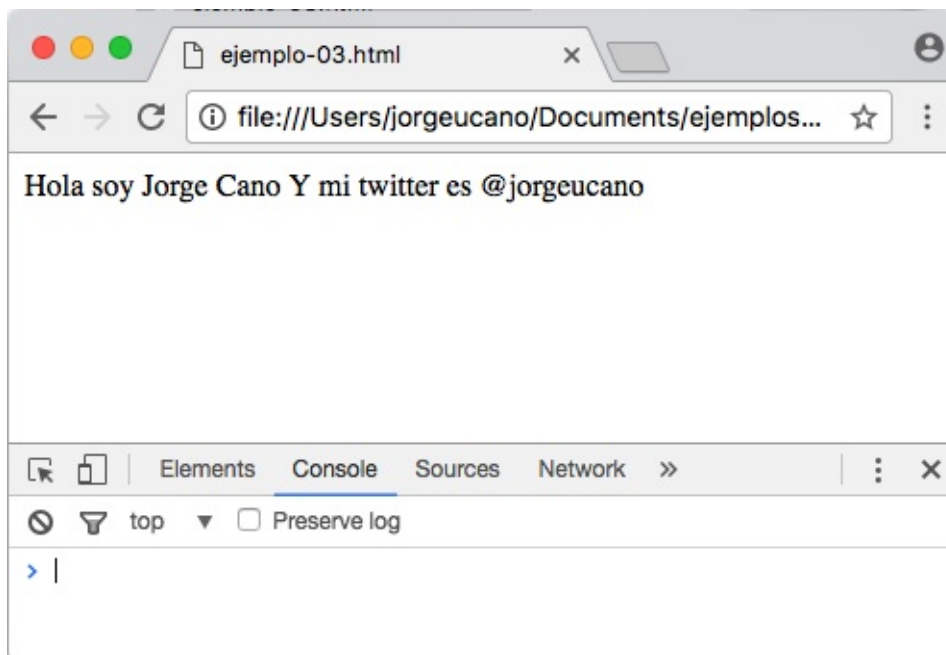 ejemplo-03.html
file:///Users/jorgeucano/Documents/ejemplos...
Hola soy Jorge Cano Y mi twitter es @jorgeucano
Elements Console Sources Network »
top Preserve log
>